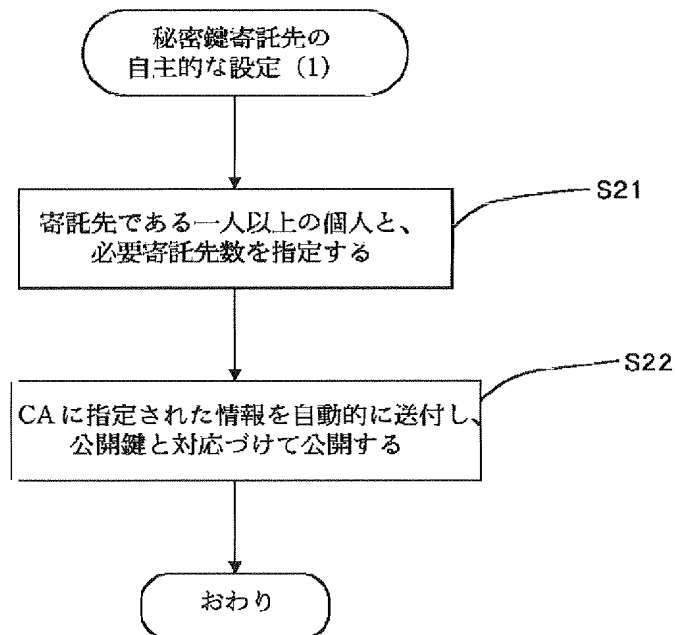 秘密鍵寄託先の
自主的な設定（1）
S21
寄託先である一人以上の個人と、
必要寄託先数を指定する
S22
CAに指定された情報を自動的に送付し、
公開鍵と対応づけて公開する
おわり